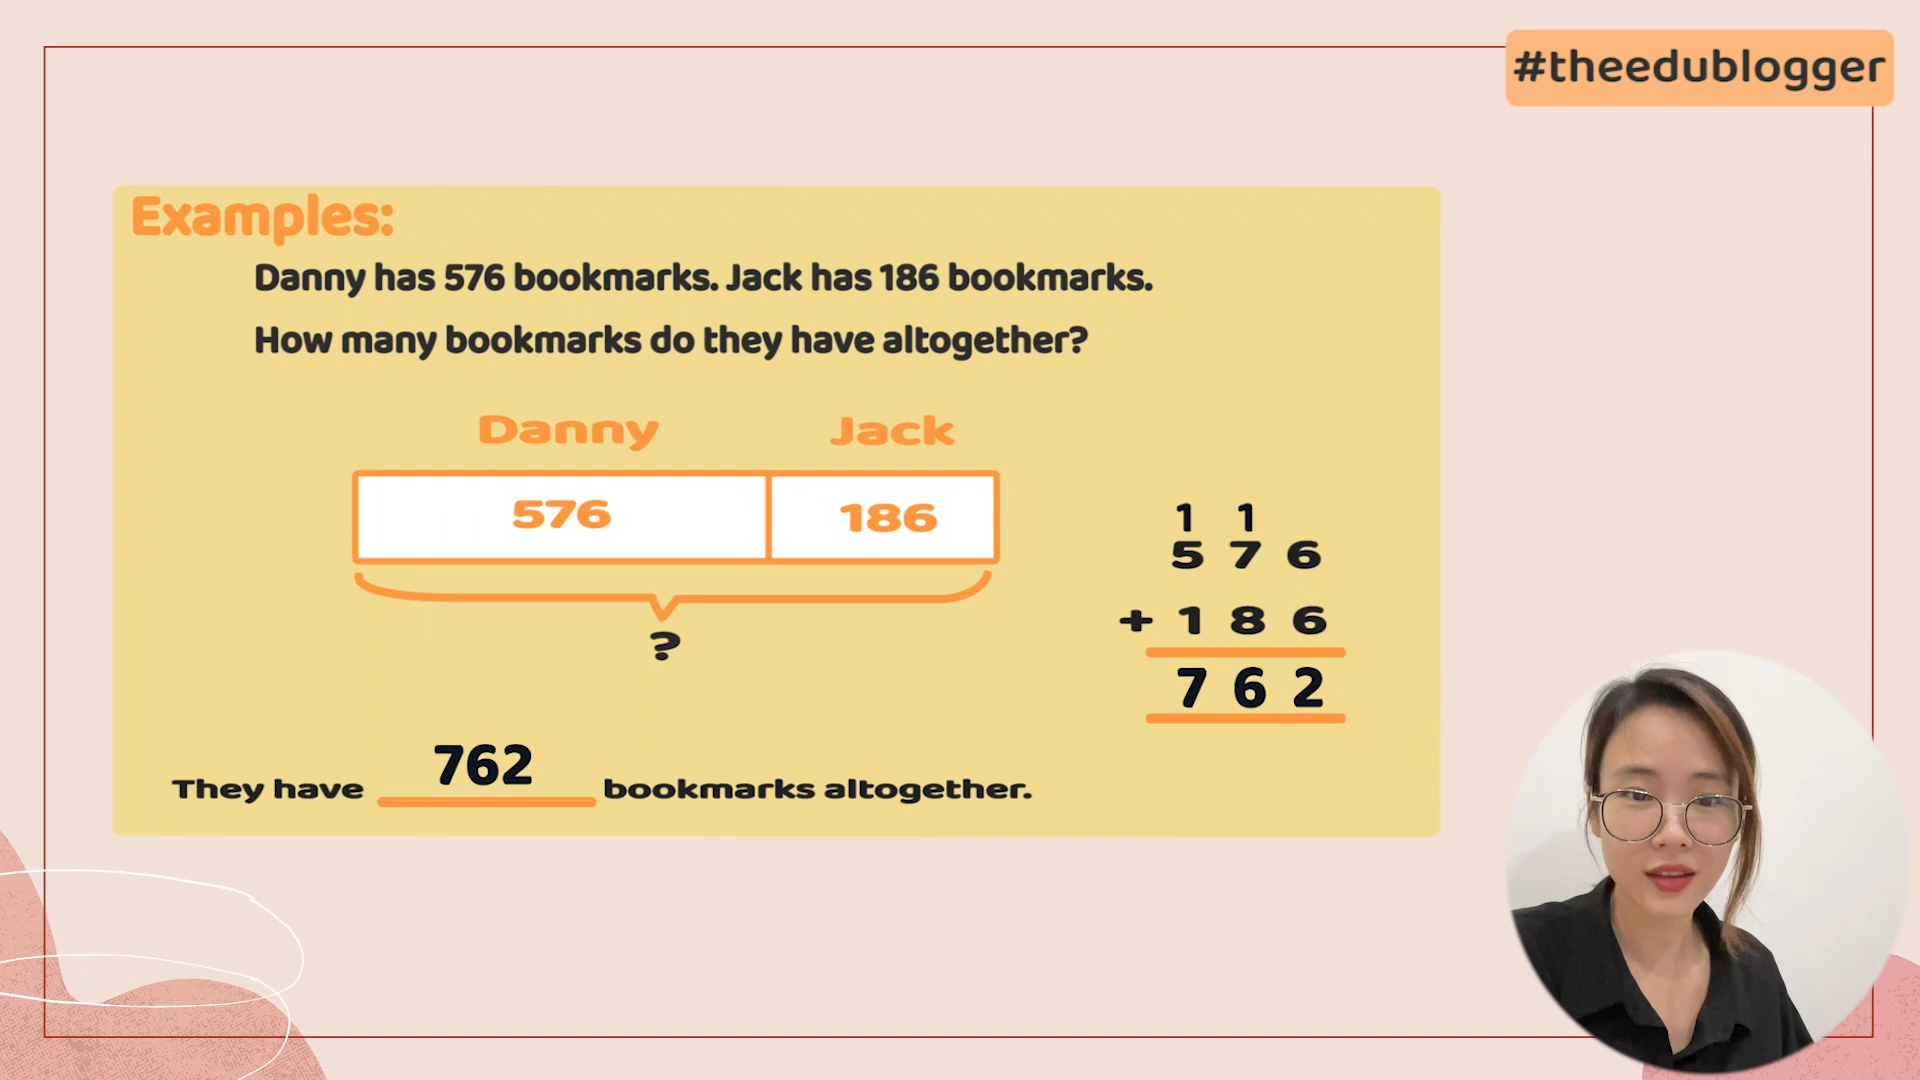 #theedublogger
Examples:
Danny has 576 bookmarks. Jack has 186 bookmarks.
How many bookmarks do they have altogether?
Danny Jack
576 186
?
1 1
5 7 6
+ 1 8 6
7 6 2
They have 762 bookmarks altogether.